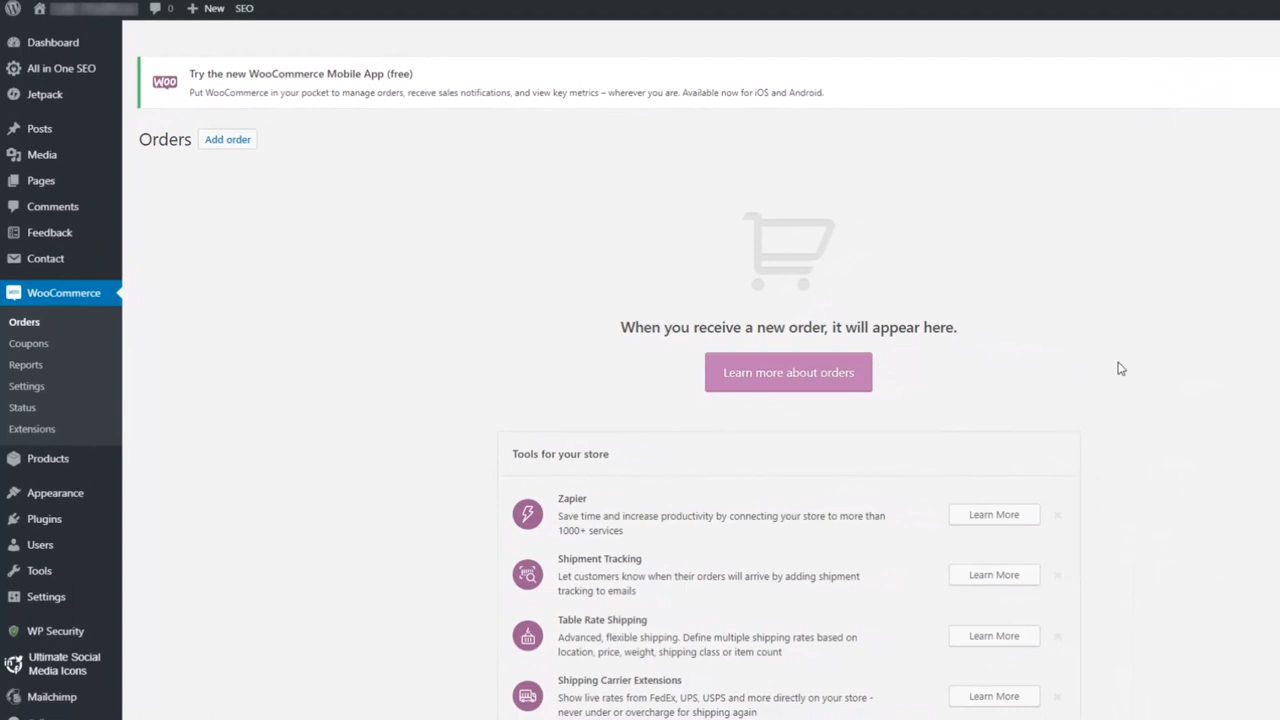 0 New SEO
Dashboard
All in One SEO
Jetpack
Posts
Media
Pages
Comments
Feedback
Contact
WooCommerce
Orders
Coupons
Reports
Settings
Status
Extensions
Products
Appearance
Plugins
Users
Tools
Settings
WP Security
Ultimate Social
Media Icons
Mailchimp
WOO
Try the new WooCommerce Mobile App (free)
Put WooCommerce in your pocket to manage orders, receive sales notifications, and view key metrics – wherever you are. Available now for iOS and Android.
Orders Add order
When you receive a new order, it will appear here.
Learn more about orders
Tools for your store
Zapier
Save time and increase productivity by connecting your store to more than
1000+ services
Learn More
Shipment Tracking
Let customers know when their orders will arrive by adding shipment
tracking to emails
Learn More
Table Rate Shipping
Advanced, flexible shipping. Define multiple shipping rates based on
location, price, weight, shipping class or item count
Learn More
Shipping Carrier Extensions
Show live rates from FedEx, UPS, USPS and more directly on your store -
never under or overcharge for shipping again
Learn More